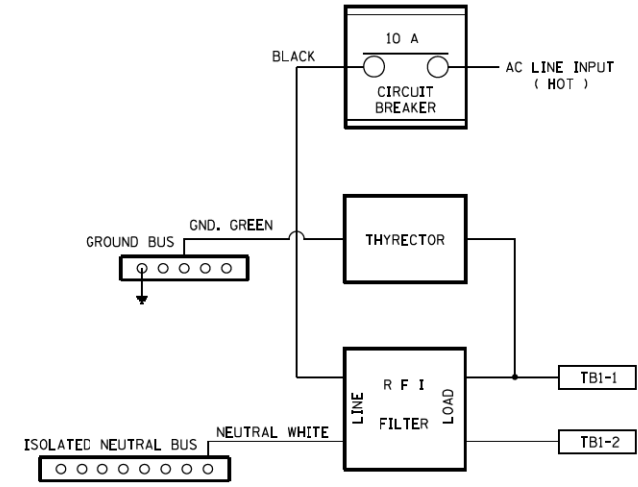 10 A
BLACK
AC LINE INPUT
( HOT )
CIRCUIT
BREAKER
GND. GREEN
GROUND BUS
THYRECTOR
R F I
FILTER
LINE
LOAD
TB1-1
NEUTRAL WHITE
ISOLATED NEUTRAL BUS
TB1-2